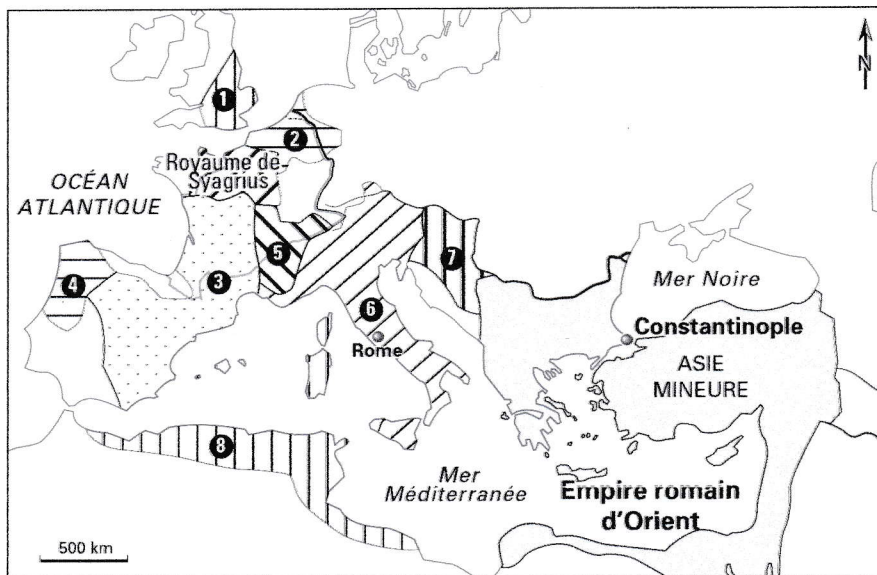 N
1
2
Royaume de
Syagrius
OCÉAN
ATLANTIQUE
5
7
3
4
6
Rome
Mer Noire
Constantinople
ASIE
MINEURE
8
Mer
Méditerranée
Empire romain
d'Orient
500 km